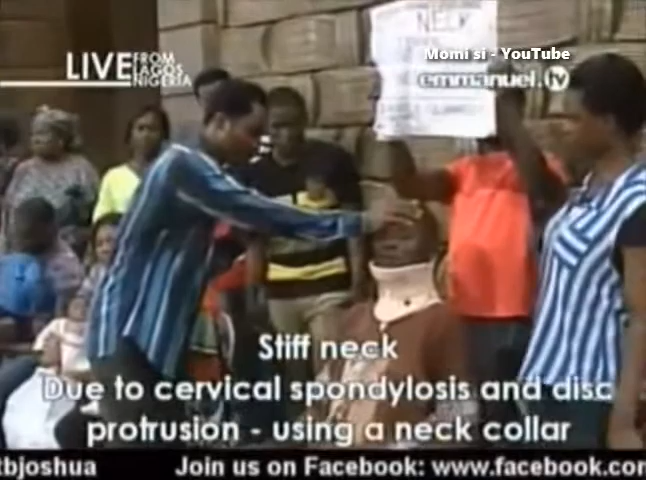 NECK
Momi si - YouTube
LIVE FROM
LAGOS
NIGERIA
emmanuel.tv
Stiff neck
Due to cervical spondylosis and disc
protrusion - using a neck collar
tbjoshua Join us on Facebook: www.facebook.com